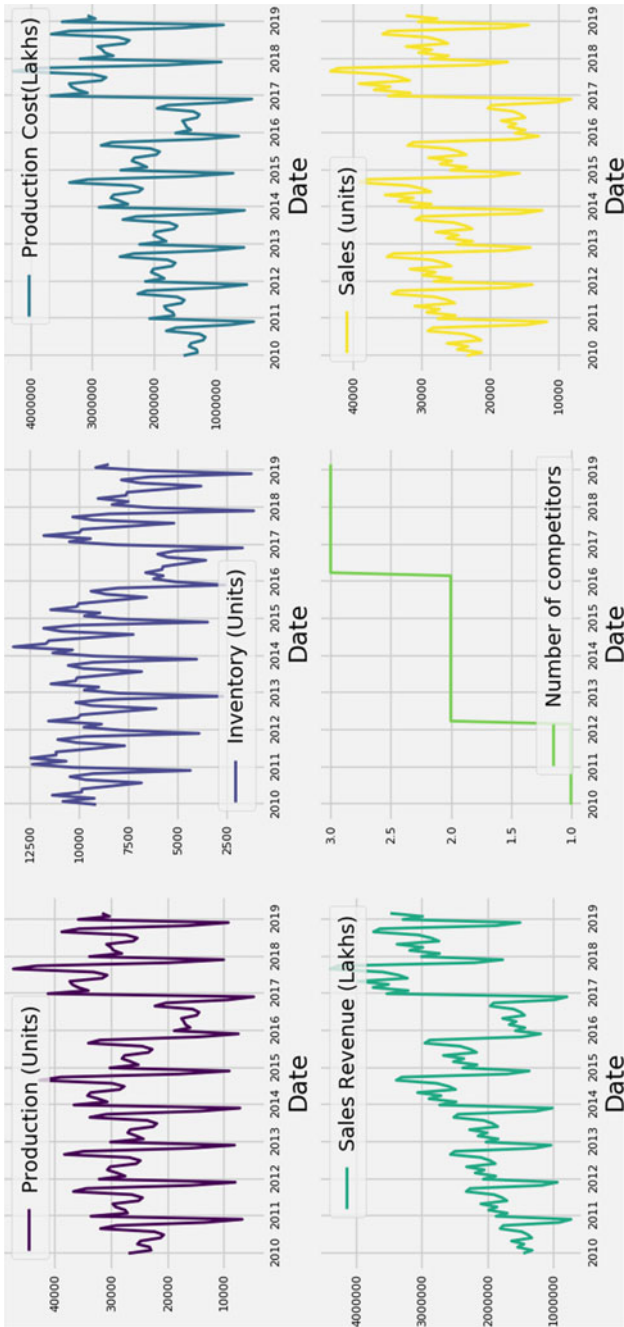 Production (Units)
40000
30000
20000
10000
2010 2011 2012 2013 2014 2015 2016 2017 2018 2019
Date
Inventory (Units)
12500
10000
7500
5000
2500
2010 2011 2012 2013 2014 2015 2016 2017 2018 2019
Date
Production Cost(Lakhs)
4000000
3000000
2000000
1000000
2010 2011 2012 2013 2014 2015 2016 2017 2018 2019
Date
Sales Revenue (Lakhs)
4000000
3000000
2000000
1000000
2010 2011 2012 2013 2014 2015 2016 2017 2018 2019
Date
Number of competitors
3.0
2.5
2.0
1.5
1.0
2010 2011 2012 2013 2014 2015 2016 2017 2018 2019
Date
Sales (units)
40000
30000
20000
10000
2010 2011 2012 2013 2014 2015 2016 2017 2018 2019
Date